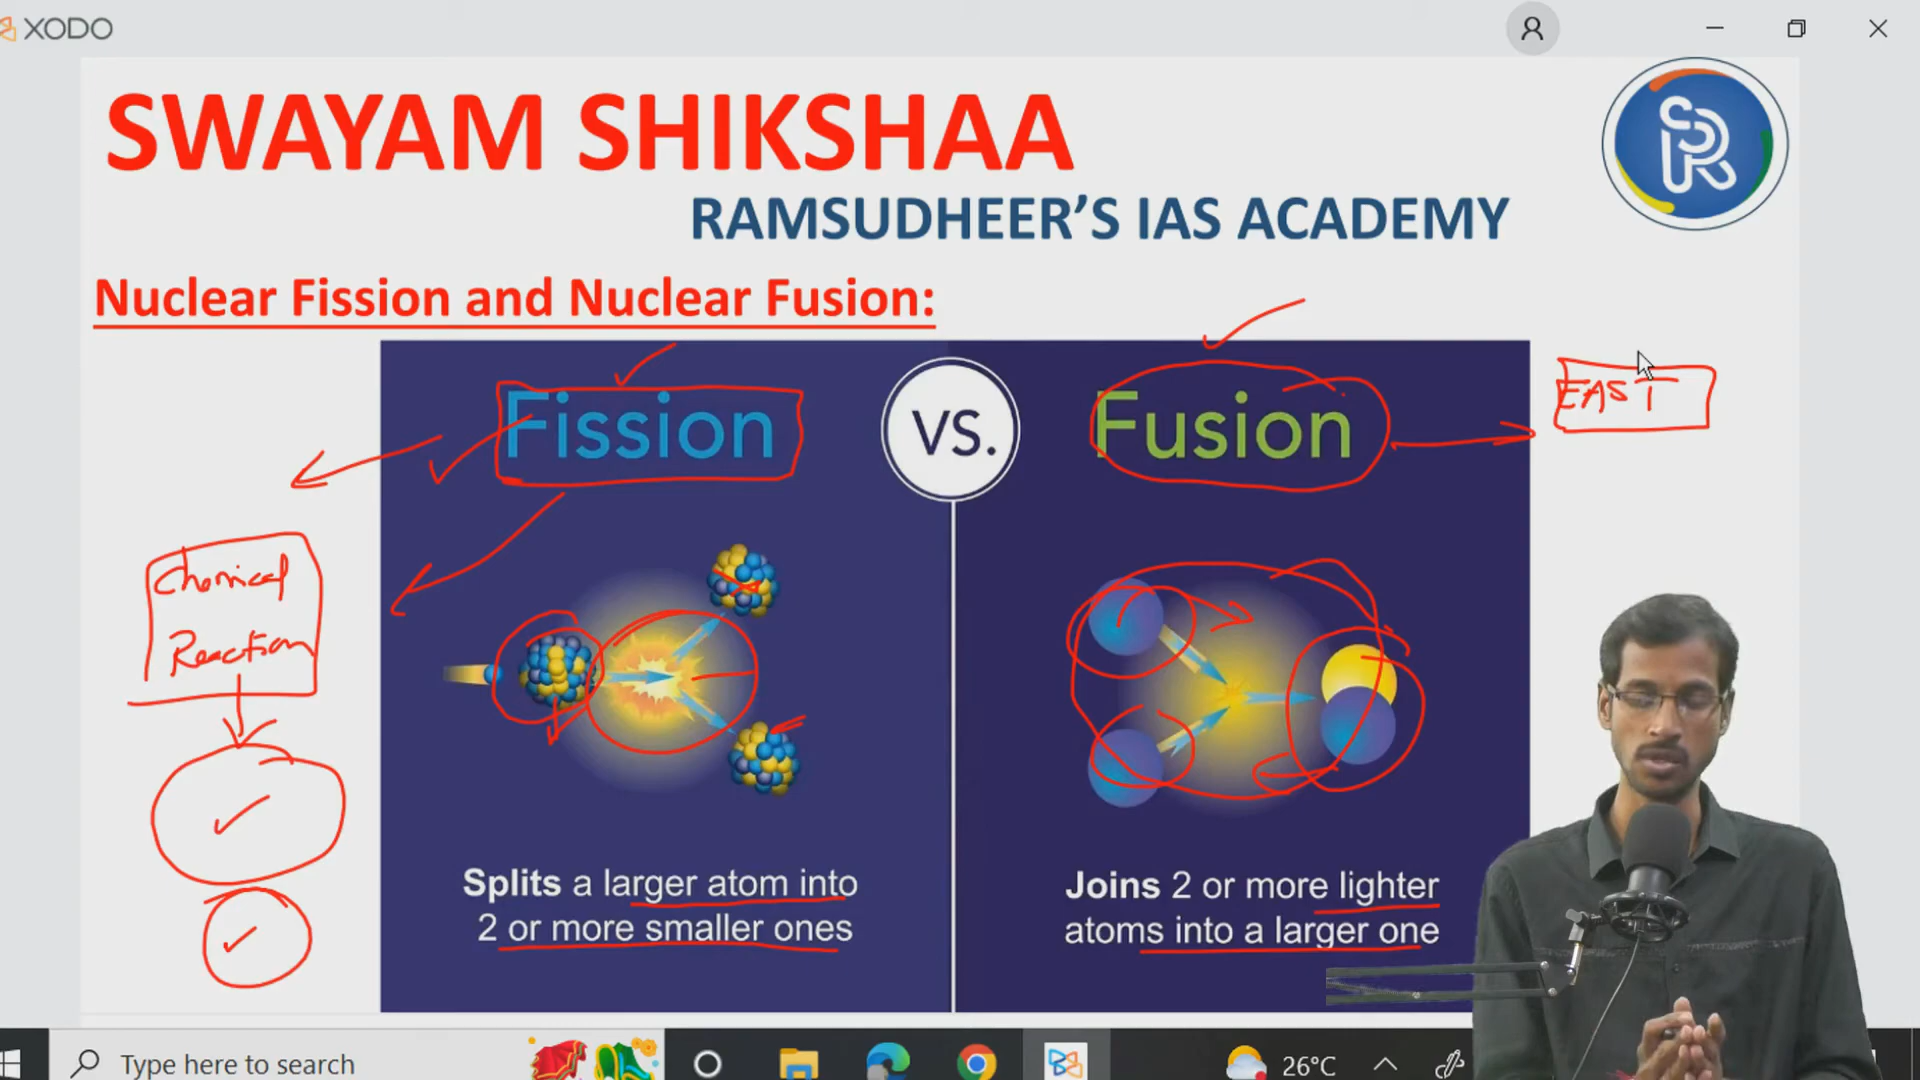 XODO
SWAYAM SHIKSHAA
RAMSUDHEER'S IAS ACADEMY
Nuclear Fission and Nuclear Fusion:
Fission
VS.
Fusion
EAST
Chemical
Reaction
Splits a larger atom into
2 or more smaller ones
Joins 2 or more lighter
atoms into a larger one
Type here to search
26°C